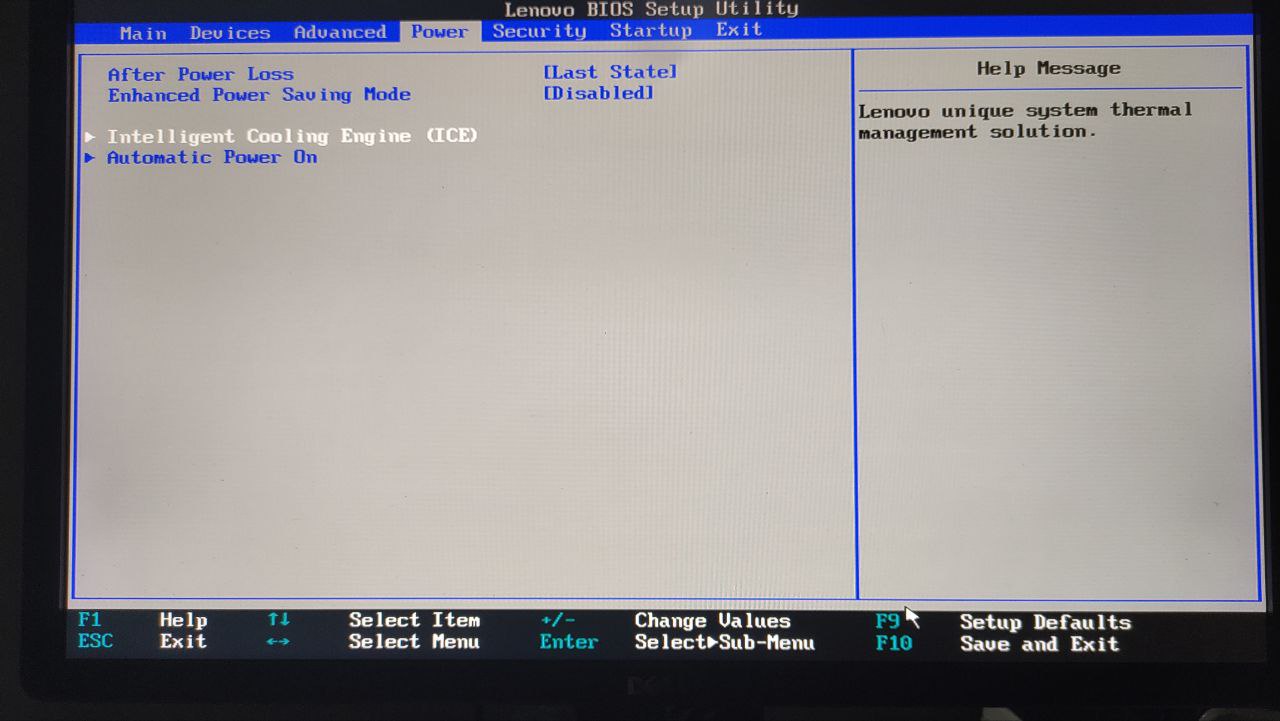 Lenovo BIOS Setup Utility
Main Devices Advanced Power Security Startup Exit
After Power Loss [Last State]
Enhanced Power Saving Mode [Disabled]
▶ Intelligent Cooling Engine (ICE)
▶ Automatic Power On
Help Message
Lenovo unique system thermal
management solution.
F1 Help ↑↓ Select Item +/- Change Values F9 Setup Defaults
ESC Exit ↔ Select Menu Enter Select▶Sub-Menu F10 Save and Exit
DELL